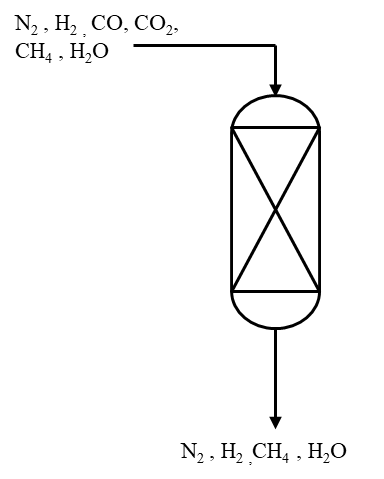 N₂ , H₂ , CO, CO₂,
CH₄ , H₂O
N₂ , H₂ ,CH₄ , H₂O